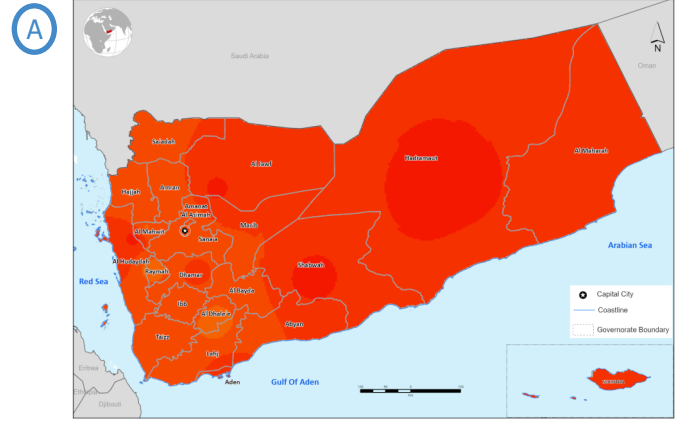 A
Saudi Arabia
Oman
N
Sa'adah
Al Jawf
Hadramaut
Al Maharah
Hajjah
Amran
Amanat
'Al Asimah
Al Mahwit
Sana'a
Marib
Al Hudaydah
Raymah
Dhamar
Shabwah
Al Bayda
Ibb
Al Dhale'e
Abyan
Taizz
Lahj
Aden
Red Sea
Arabian Sea
Gulf Of Aden
Eritrea
Ethiopia
Djibouti
Capital City
Coastline
Governorate Boundary